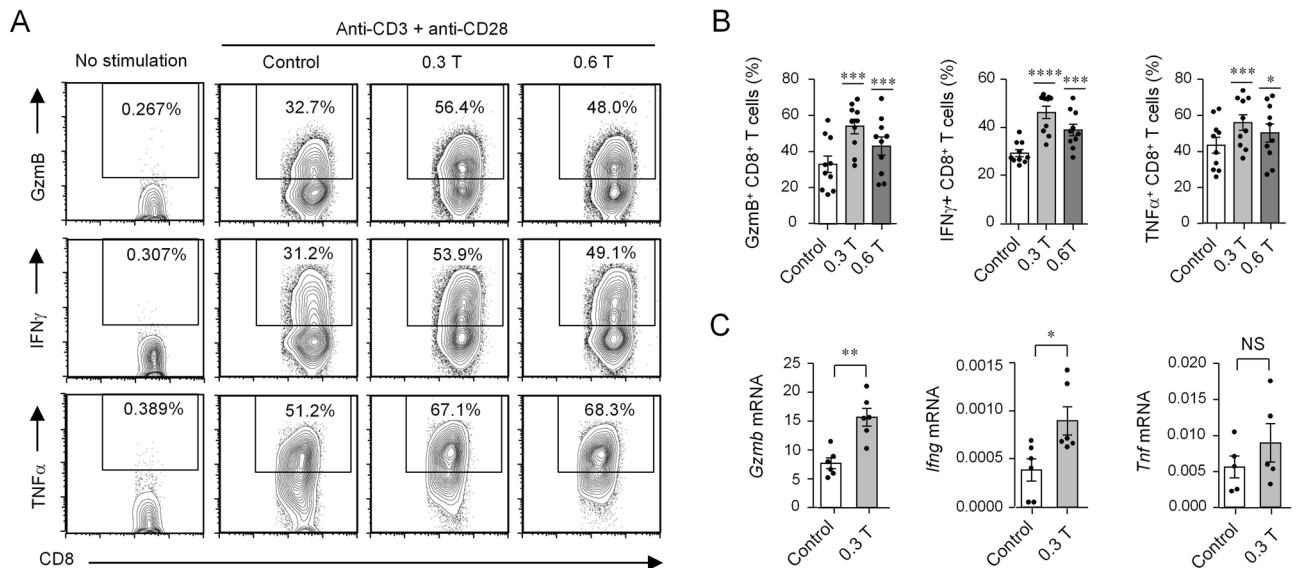 A
Anti-CD3 + anti-CD28
No stimulation
Control
0.3 T
0.6 T
GzmB
0.267%
32.7%
56.4%
48.0%
IFNγ
0.307%
31.2%
53.9%
49.1%
TNFα
0.389%
51.2%
67.1%
68.3%
CD8
B
GzmB⁺ CD8⁺ T cells (%)
80
60
40
20
0
***
***
Control
0.3 T
0.6 T
IFNγ+ CD8⁺ T cells (%)
60
40
20
0
****
***
Control
0.3 T
0.6T
TNFα⁺ CD8⁺ T cells (%)
80
60
40
20
0
***
*
Control
0.3 T
0.6 T
C
Gzmb mRNA
25
20
15
10
5
0
**
Control
0.3 T
Ifng mRNA
0.0015
0.0010
0.0005
0.0000
*
Control
0.3 T
Tnf mRNA
0.020
0.015
0.010
0.005
0.000
NS
Control
0.3 T